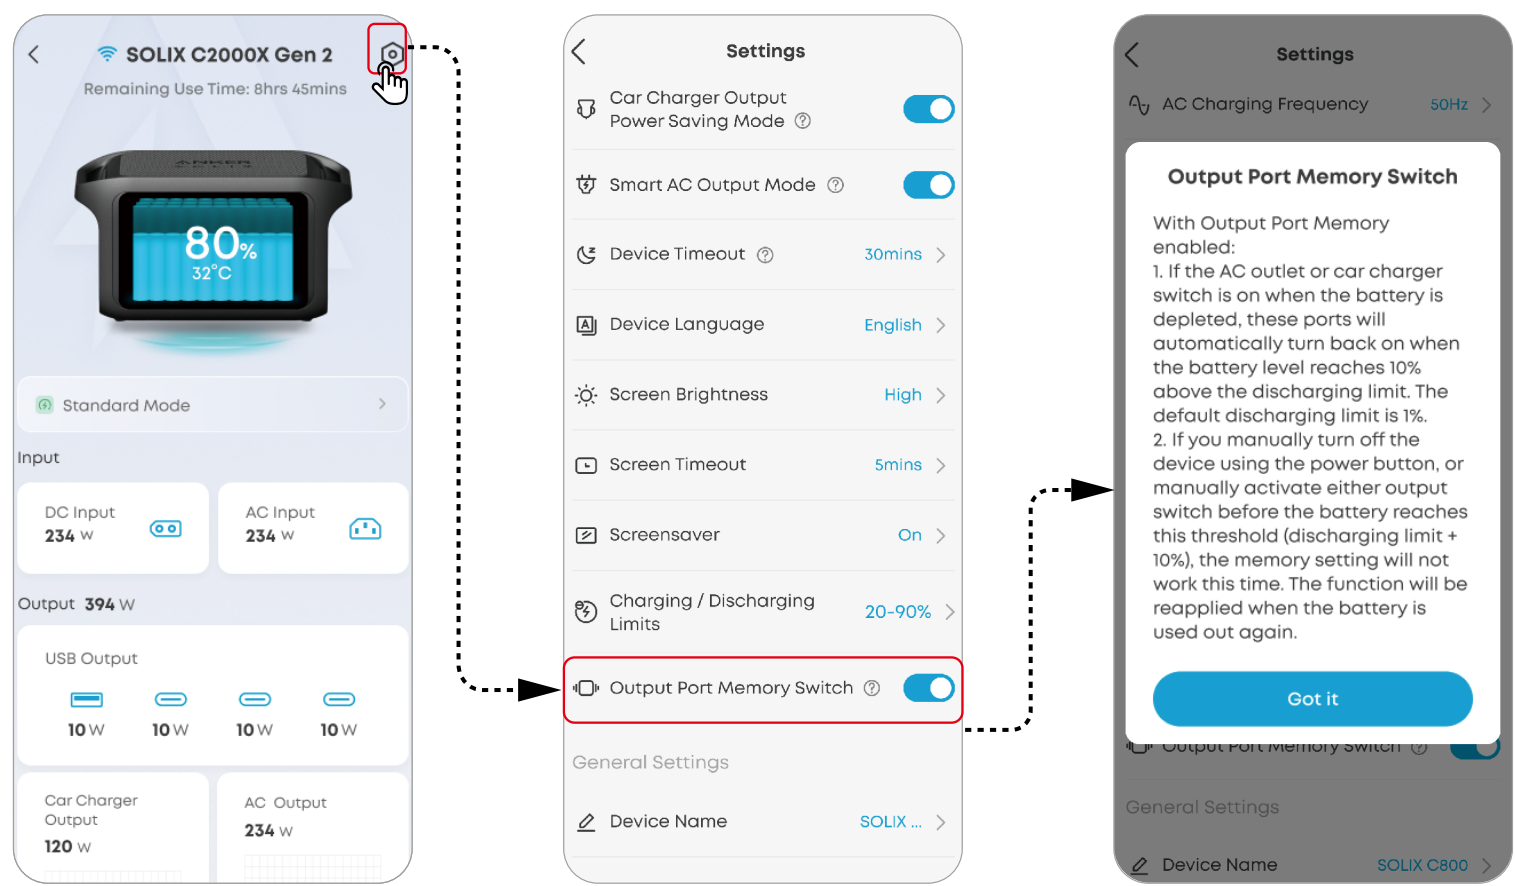 SOLIX C2000X Gen 2
Remaining Use Time: 8hrs 45mins
ANKER
SOLIX
80%
32°C
Standard Mode
Input
DC Input
234 W
AC Input
234 W
Output 394 W
USB Output
10 W
10 W
10 W
10 W
Car Charger
Output
120 W
AC Output
234 W
Settings
Car Charger Output
Power Saving Mode ?
Smart AC Output Mode ?
Device Timeout ? 30mins
Device Language English
Screen Brightness High
Screen Timeout 5mins
Screensaver On
Charging / Discharging
Limits 20-90%
Output Port Memory Switch ?
General Settings
Device Name SOLIX ...
Settings
AC Charging Frequency 50Hz
Output Port Memory Switch
With Output Port Memory
enabled:
1. If the AC outlet or car charger
switch is on when the battery is
depleted, these ports will
automatically turn back on when
the battery level reaches 10%
above the discharging limit. The
default discharging limit is 1%.
2. If you manually turn off the
device using the power button, or
manually activate either output
switch before the battery reaches
this threshold (discharging limit +
10%), the memory setting will not
work this time. The function will be
reapplied when the battery is
used out again.
Got it
Output Port Memory Switch ?
General Settings
Device Name SOLIX C800